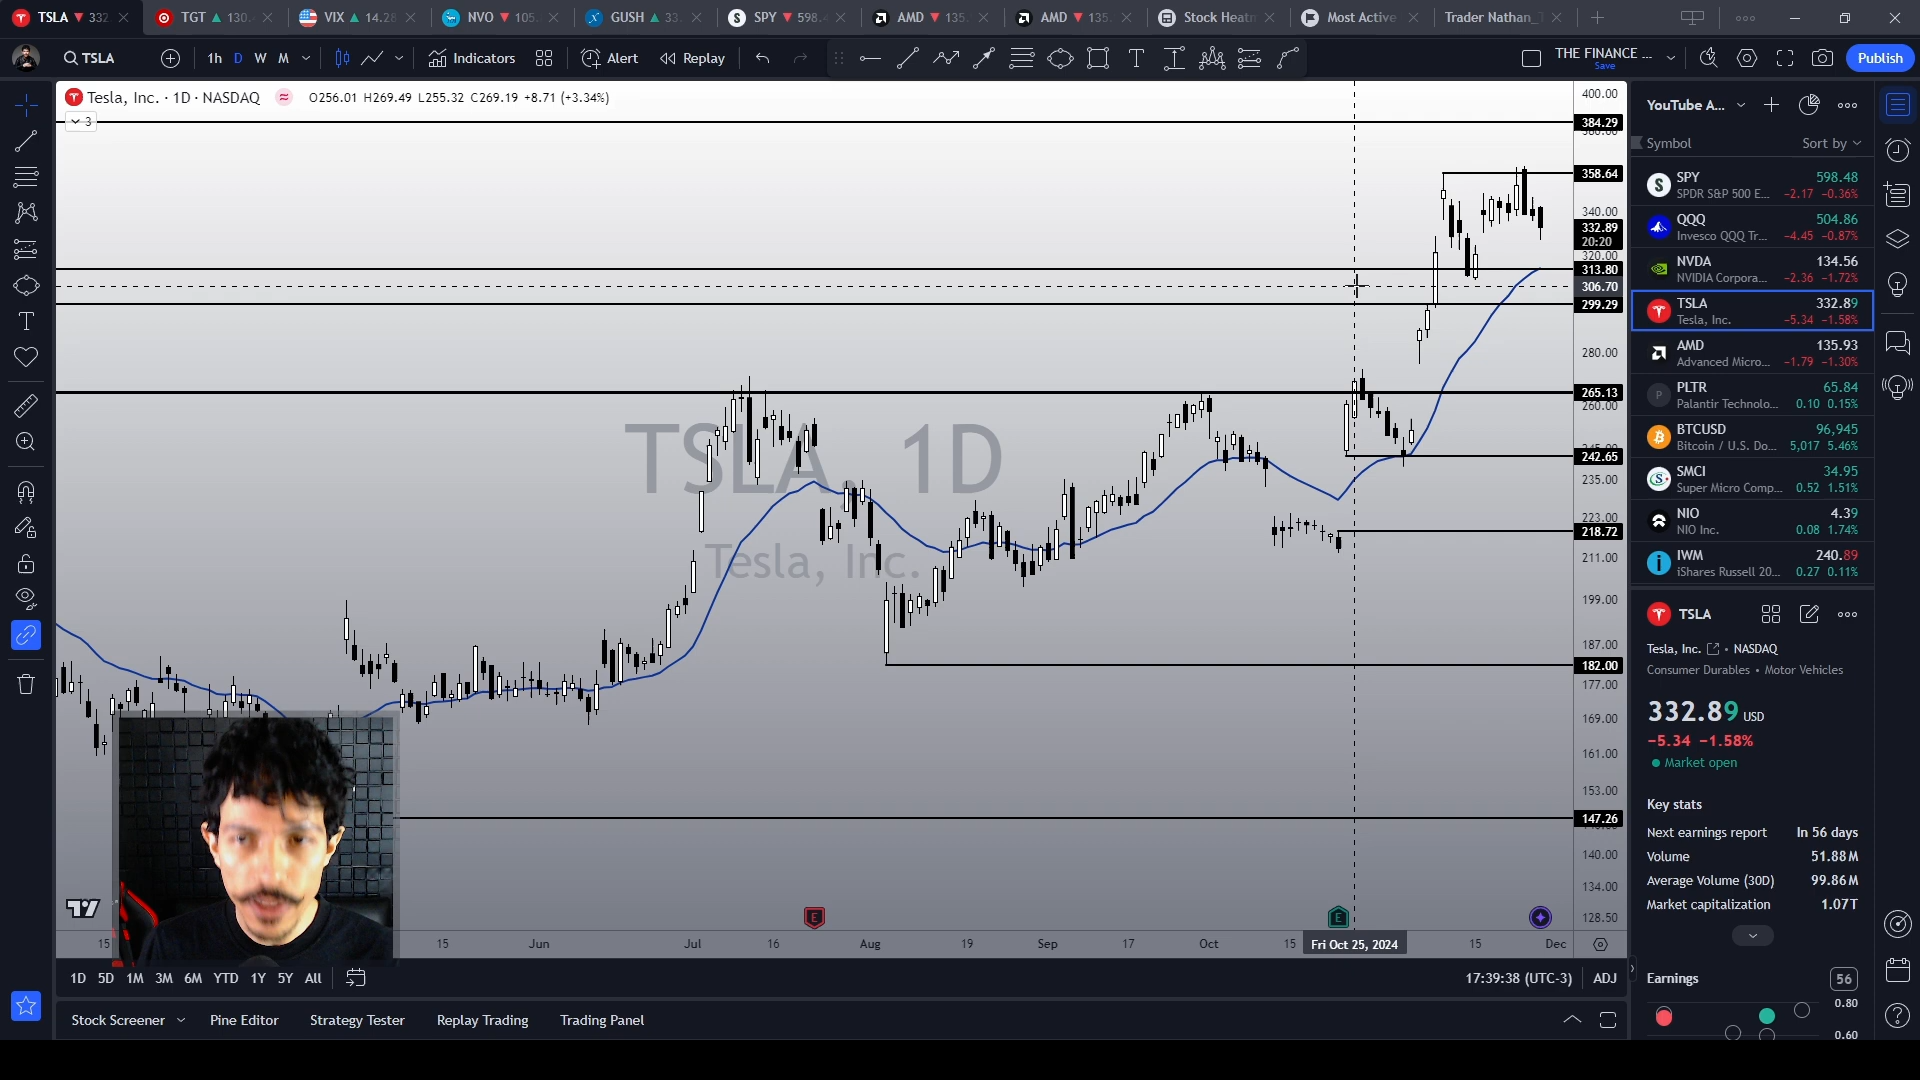 TSLA ▼ 332
TGT ▲ 130.
VIX ▲ 14.28
NVO ▼ 105.
GUSH ▲ 33.
SPY ▼ 598.
AMD ▼ 135.
AMD ▼ 135.
Stock Heatm
Most Active
Trader Nathan_
TSLA
1h D W M
Indicators
Alert
Replay
THE FINANCE ...
Save
Publish
Tesla, Inc. · 1D · NASDAQ O256.01 H269.49 L255.32 C269.19 +8.71 (+3.34%)
3
TSLA, 1D
Tesla, Inc.
400.00
384.29
380.00
358.64
340.00
332.89
20:20
320.00
313.80
306.70
299.29
280.00
265.13
260.00
245.00
242.65
235.00
223.00
218.72
211.00
199.00
187.00
182.00
177.00
169.00
161.00
153.00
147.26
140.00
134.00
128.50
E
E
15
15
Jun
Jul
16
Aug
19
Sep
17
Oct
15
Fri Oct 25, 2024
15
Dec
1D 5D 1M 3M 6M YTD 1Y 5Y All
17:39:38 (UTC-3) ADJ
Stock Screener
Pine Editor
Strategy Tester
Replay Trading
Trading Panel
YouTube A...
Symbol
Sort by
SPY 598.48
SPDR S&P 500 E... −2.17 −0.36%
QQQ 504.86
Invesco QQQ Tr... −4.45 −0.87%
NVDA 134.56
NVIDIA Corpora... −2.36 −1.72%
TSLA 332.89
Tesla, Inc. −5.34 −1.58%
AMD 135.93
Advanced Micro... −1.79 −1.30%
PLTR 65.84
Palantir Technolo... 0.10 0.15%
BTCUSD 96,945
Bitcoin / U.S. Do... 5,017 5.46%
SMCI 34.95
Super Micro Comp... 0.52 1.51%
NIO 4.39
NIO Inc. 0.08 1.74%
IWM 240.89
iShares Russell 20... 0.27 0.11%
TSLA
Tesla, Inc. • NASDAQ
Consumer Durables • Motor Vehicles
332.89 USD
−5.34 −1.58%
Market open
Key stats
Next earnings report In 56 days
Volume 51.88M
Average Volume (30D) 99.86M
Market capitalization 1.07T
Earnings 56
0.80
0.60